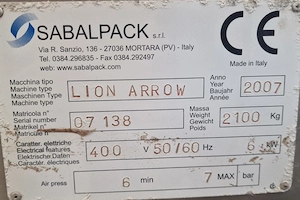 SABALPACK s.r.l.
CE
Via R. Sanzio, 136 - 27036 MORTARA (PV) - Italy
Tel. 0384.296835 - Fax 0384.292497
web: www.sabalpack.com
Made in Italy
Macchina tipo
Machine type
Maschinen Type
Machine type
LION ARROW
Anno
Year
Baujahr
Année
2007
Matricola n°
Serial number
Matrikel n°
Matricule n°
07 138
Massa
Weight
Gewicht
Poids
2100 Kg
Caratter. elettriche
Electrical features
Elektrische Daten
Caractér. électriques
400 V 50/60 Hz 6 kW
Air press
6 min 7 MAX bar